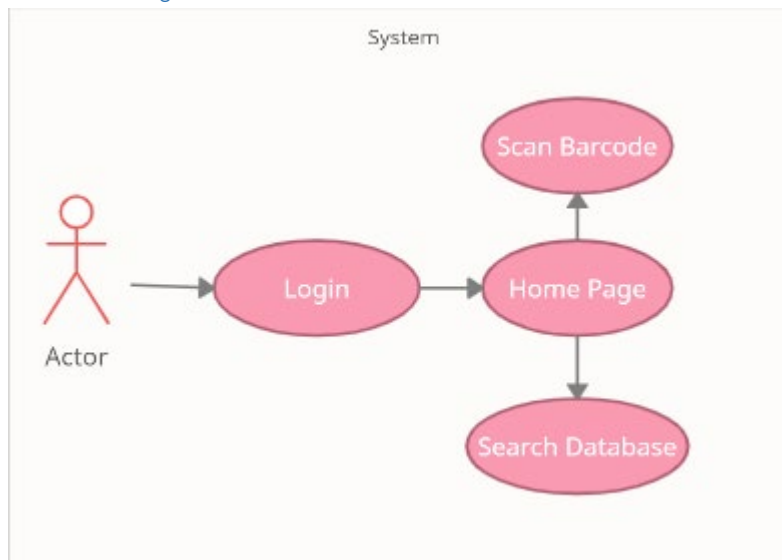 System
Scan Barcode
Login
Home Page
Actor
Search Database